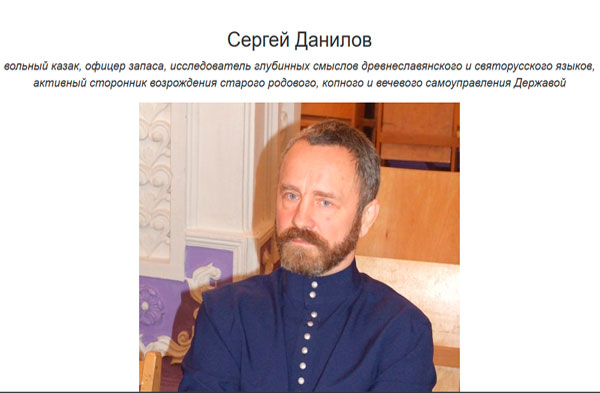 Сергей Данилов
вольный казак, офицер запаса, исследователь глубинных смыслов древнеславянского и святорусского языков,
активный сторонник возрождения старого родового, копного и вечевого самоуправления Державой